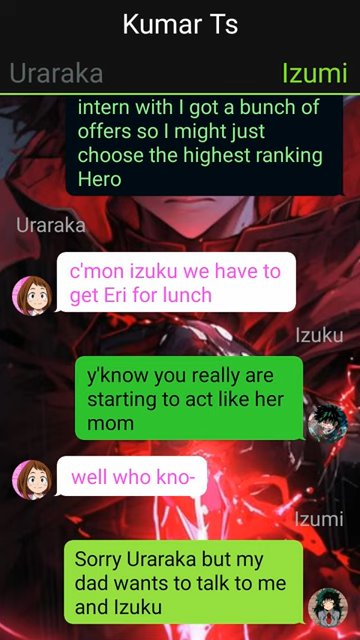 Kumar Ts
Uraraka
Izumi
intern with I got a bunch of
offers so I might just
choose the highest ranking
Hero
Uraraka
c'mon izuku we have to
get Eri for lunch
Izuku
y'know you really are
starting to act like her
mom
well who kno-
Izumi
Sorry Uraraka but my
dad wants to talk to me
and Izuku